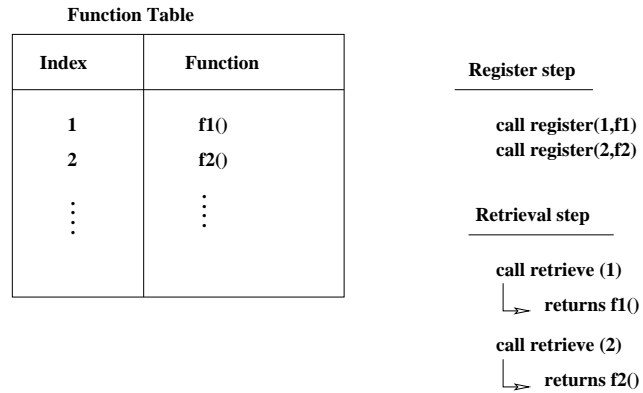 Function Table
Index Function
1 f1()
2 f2()
Register step
call register(1,f1)
call register(2,f2)
Retrieval step
call retrieve (1)
returns f1()
call retrieve (2)
returns f2()